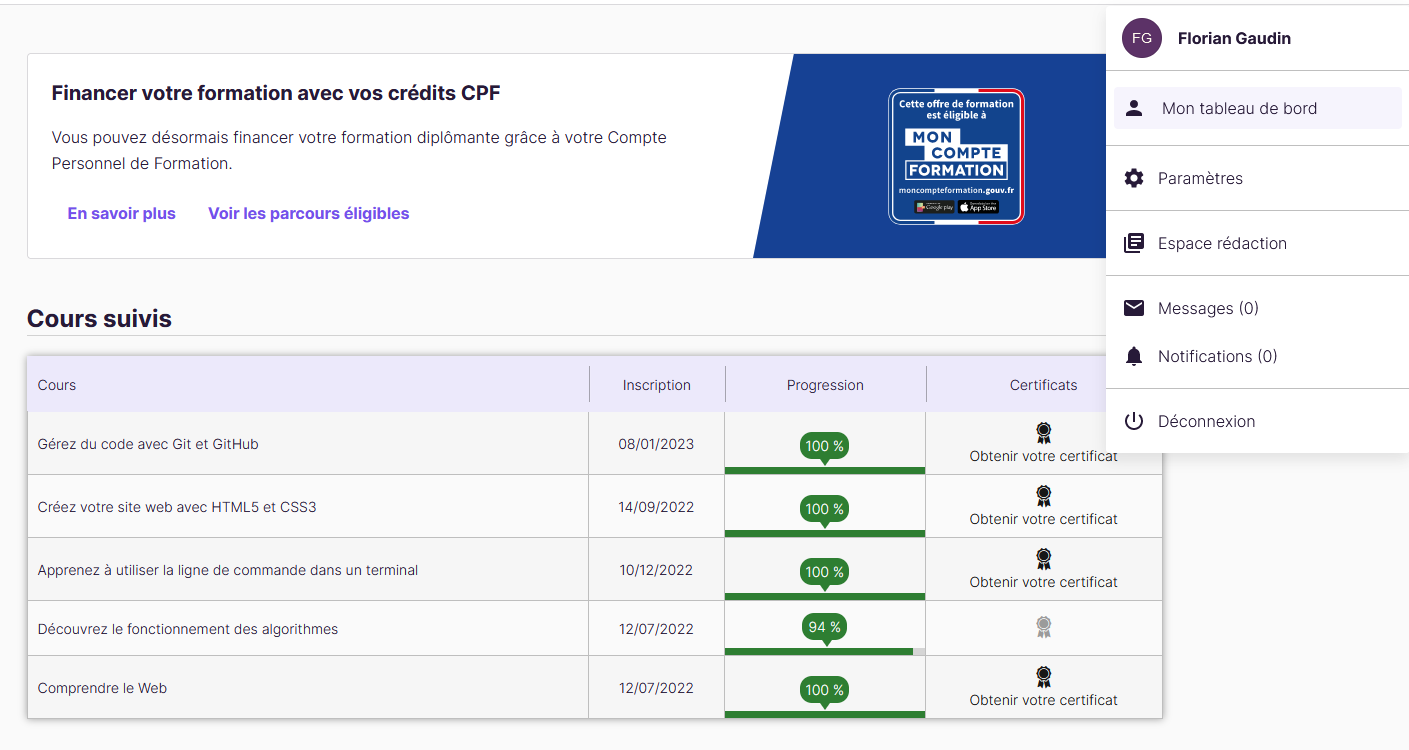 FG
Florian Gaudin
Mon tableau de bord
Paramètres
Espace rédaction
Messages (0)
Notifications (0)
Déconnexion
Financer votre formation avec vos crédits CPF
Vous pouvez désormais financer votre formation diplômante grâce à votre Compte
Personnel de Formation.
En savoir plus
Voir les parcours éligibles
Cette offre de formation
est éligible à
MON
COMPTE
FORMATION
moncompteformation.gouv.fr
Google play
App Store
Cours suivis
Cours Inscription Progression Certificats
Gérez du code avec Git et GitHub 08/01/2023 100 % Obtenir votre certificat
Créez votre site web avec HTML5 et CSS3 14/09/2022 100 % Obtenir votre certificat
Apprenez à utiliser la ligne de commande dans un terminal 10/12/2022 100 % Obtenir votre certificat
Découvrez le fonctionnement des algorithmes 12/07/2022 94 %
Comprendre le Web 12/07/2022 100 % Obtenir votre certificat